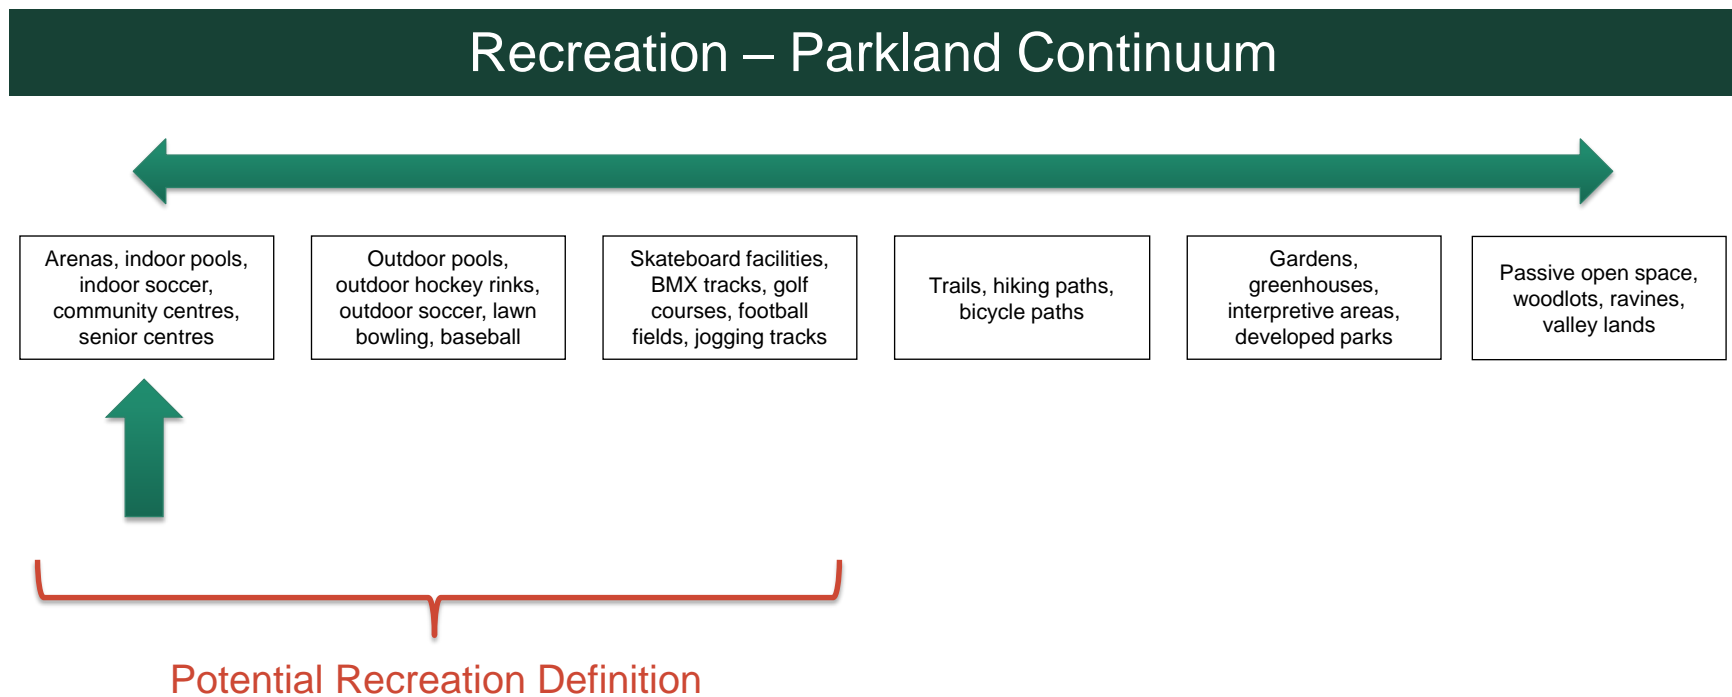 Recreation – Parkland Continuum
Arenas, indoor pools,
indoor soccer,
community centres,
senior centres
Outdoor pools,
outdoor hockey rinks,
outdoor soccer, lawn
bowling, baseball
Skateboard facilities,
BMX tracks, golf
courses, football
fields, jogging tracks
Trails, hiking paths,
bicycle paths
Gardens,
greenhouses,
interpretive areas,
developed parks
Passive open space,
woodlots, ravines,
valley lands
Potential Recreation Definition